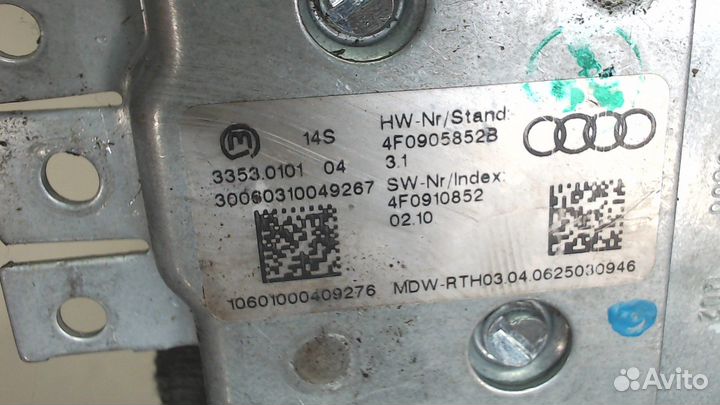 M
14S
3353.0101 04
30060310049267
10601000409276
HW-Nr/Stand:
4F0905852B
3.1
SW-Nr/Index:
4F0910852
02.10
MDW-RTH03.04.0625030946
Avito